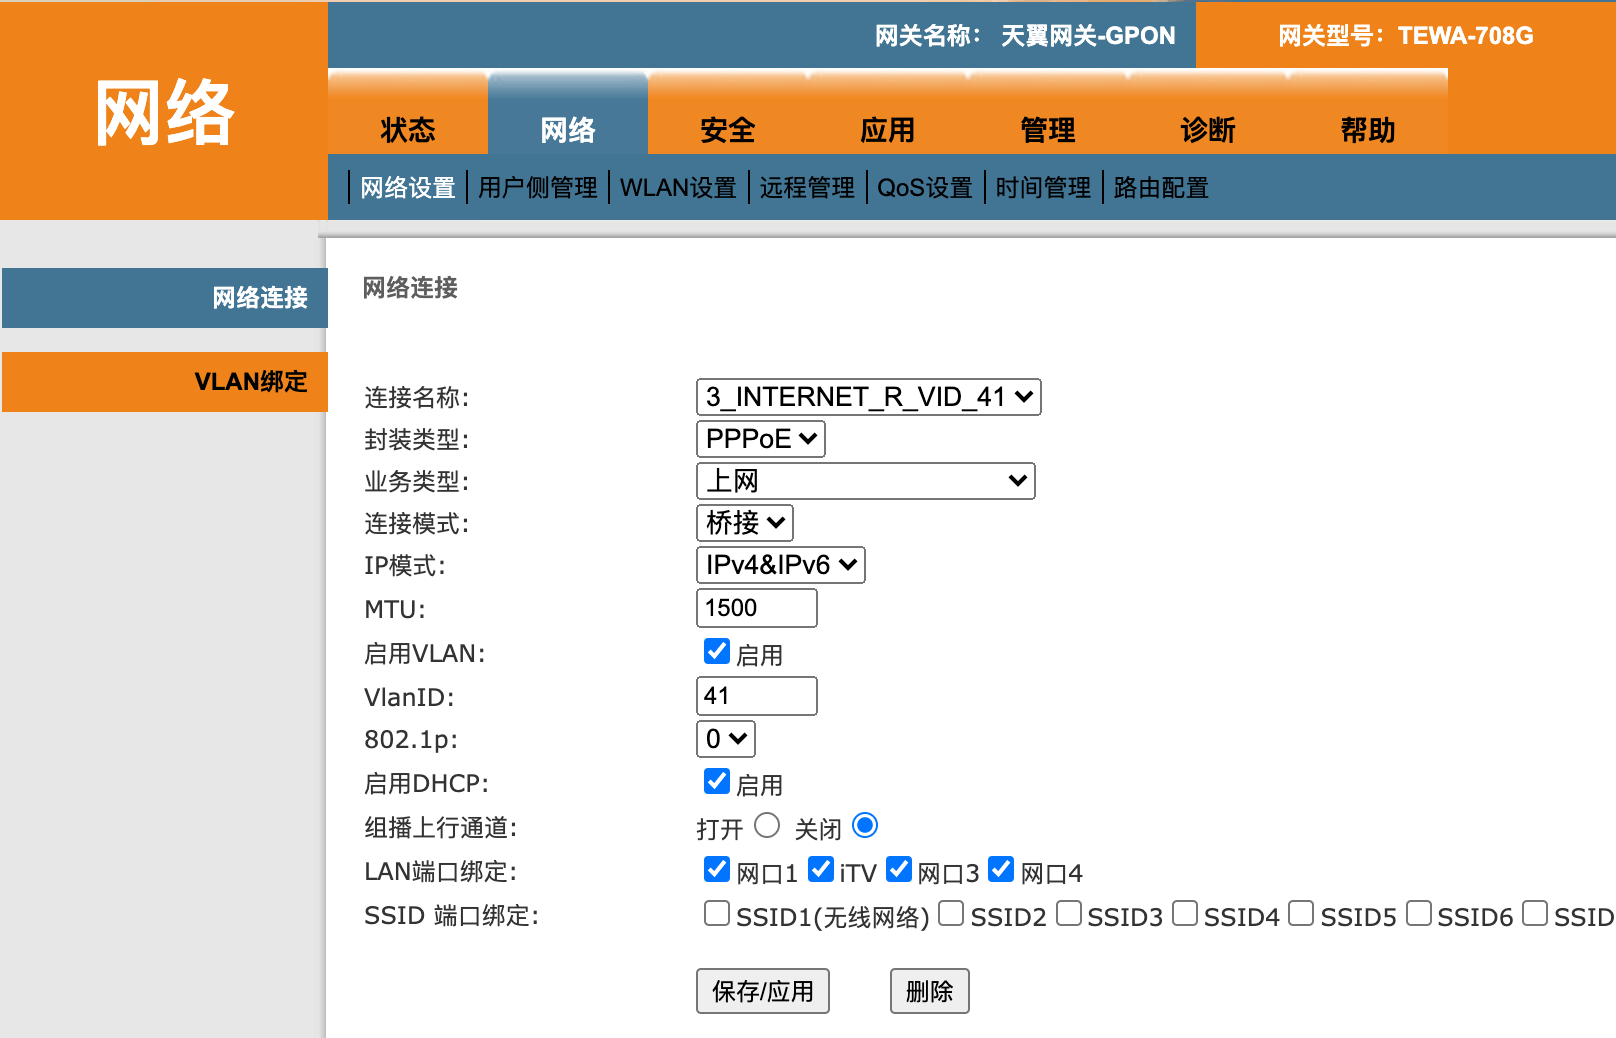 网关名称： 天翼网关-GPON 网关型号：TEWA-708G
网络
状态 网络 安全 应用 管理 诊断 帮助
网络设置 用户侧管理 WLAN设置 远程管理 QoS设置 时间管理 路由配置
网络连接
VLAN绑定
网络连接
连接名称: 3_INTERNET_R_VID_41
封装类型: PPPoE
业务类型: 上网
连接模式: 桥接
IP模式: IPv4&IPv6
MTU: 1500
启用VLAN: 启用
VlanID: 41
802.1p: 0
启用DHCP: 启用
组播上行通道: 打开 关闭
LAN端口绑定: 网口1 iTV 网口3 网口4
SSID 端口绑定: SSID1(无线网络) SSID2 SSID3 SSID4 SSID5 SSID6 SSID
保存/应用 删除